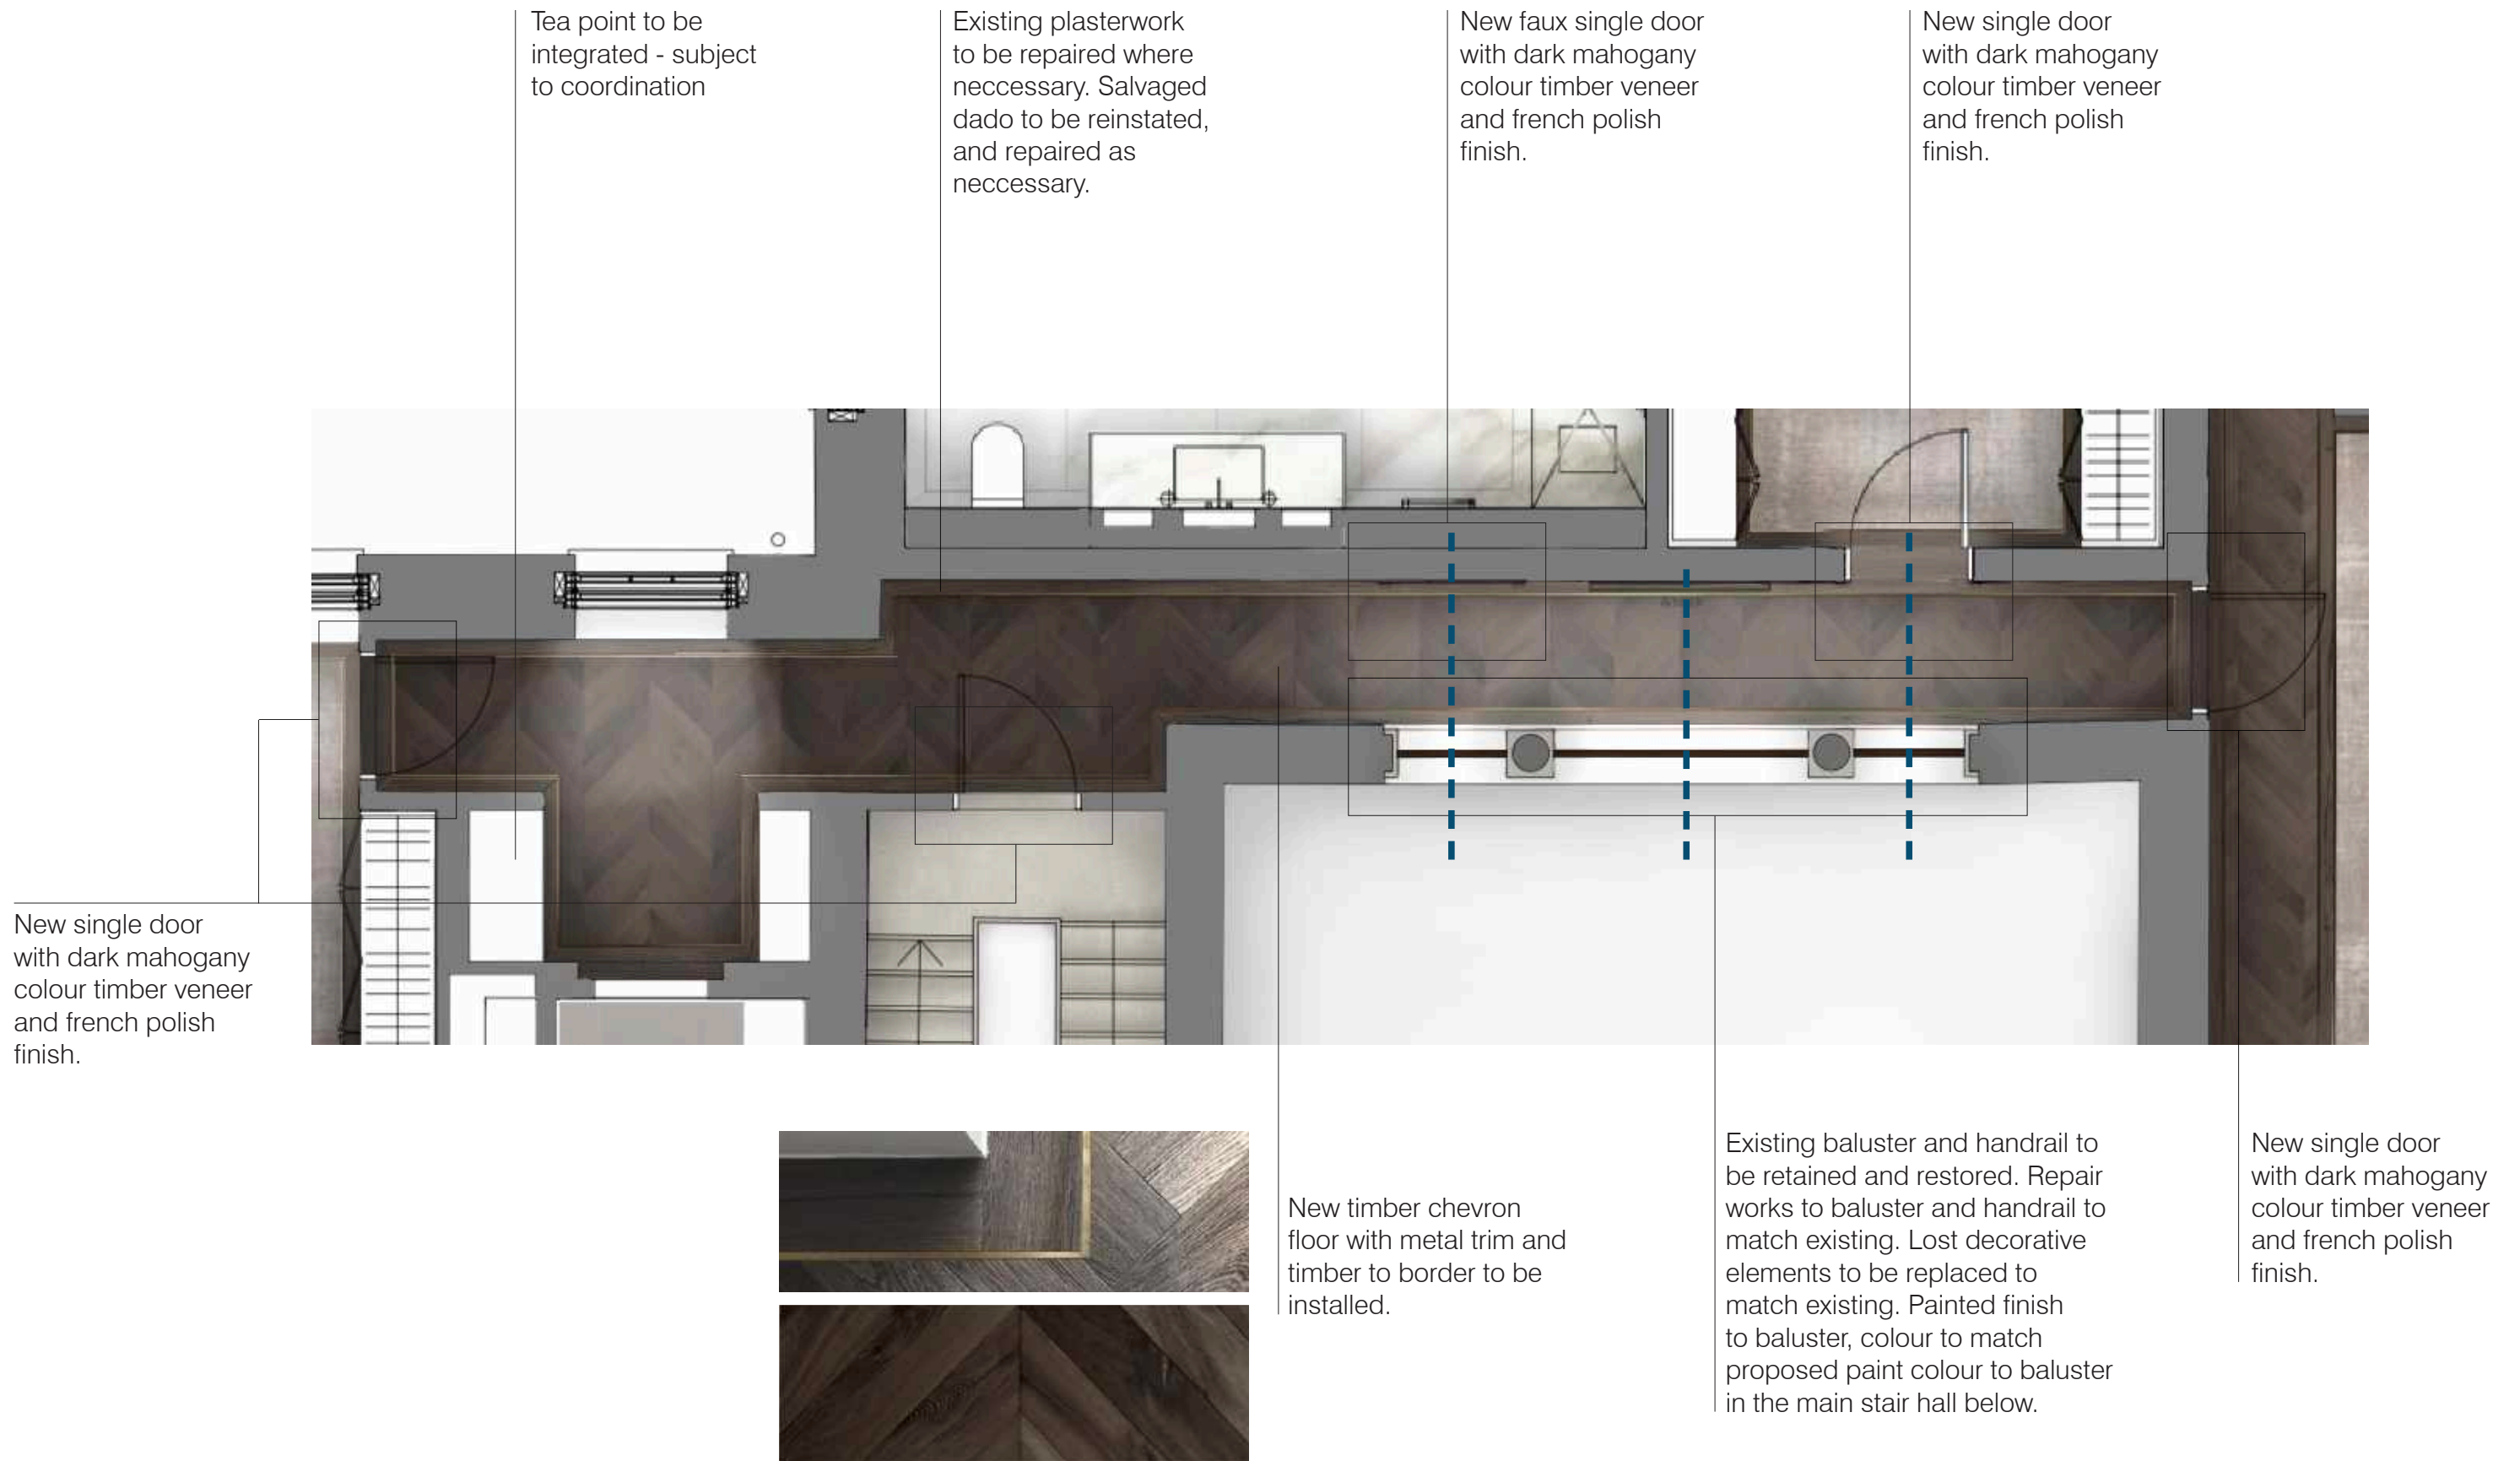 Tea point to be
integrated - subject
to coordination
Existing plasterwork
to be repaired where
neccessary. Salvaged
dado to be reinstated,
and repaired as
neccessary.
New faux single door
with dark mahogany
colour timber veneer
and french polish
finish.
New single door
with dark mahogany
colour timber veneer
and french polish
finish.
New single door
with dark mahogany
colour timber veneer
and french polish
finish.
New timber chevron
floor with metal trim and
timber to border to be
installed.
Existing baluster and handrail to
be retained and restored. Repair
works to baluster and handrail to
match existing. Lost decorative
elements to be replaced to
match existing. Painted finish
to baluster, colour to match
proposed paint colour to baluster
in the main stair hall below.
New single door
with dark mahogany
colour timber veneer
and french polish
finish.